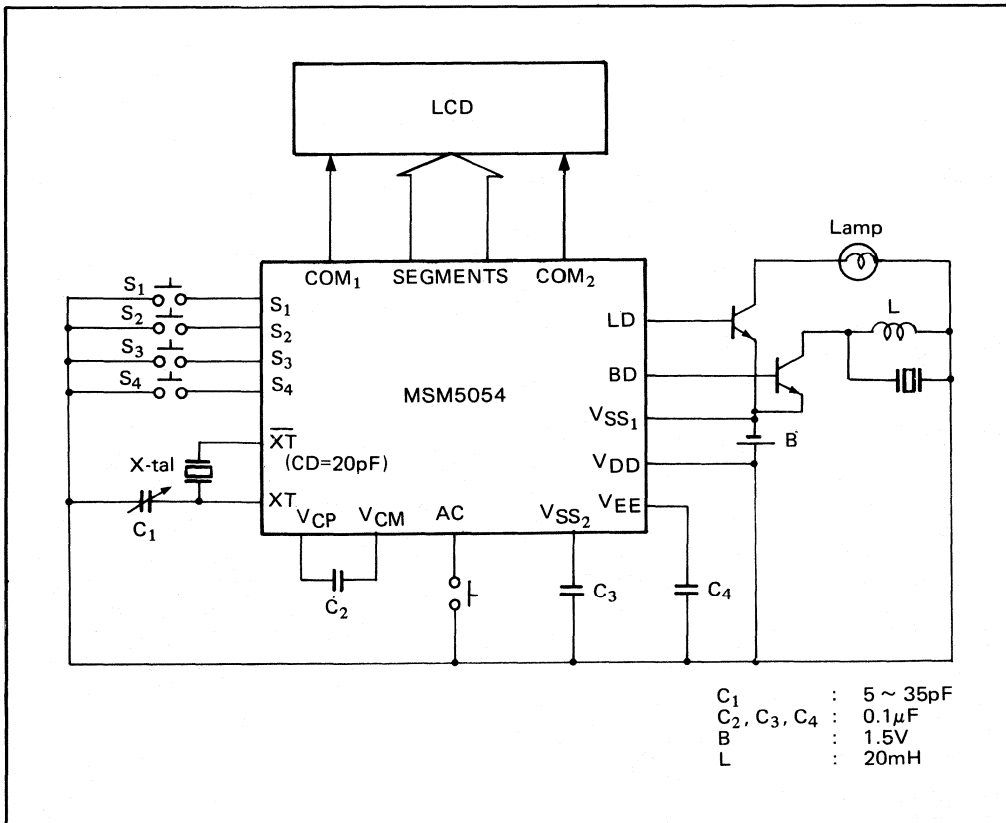 LCD
Lamp
COM₁ SEGMENTS COM₂
S₁ S₁
S₂ S₂
S₃ S₃
S₄ S₄
LD
L
BD
MSM5054
VSS₁
B
X̅T̅
(CD=20pF)
X-tal
VDD
XT
C₁
VCP VCM AC VSS₂ VEE
C₂
C₃ C₄
C₁ : 5 ~ 35pF
C₂, C₃, C₄ : 0.1μF
B : 1.5V
L : 20mH